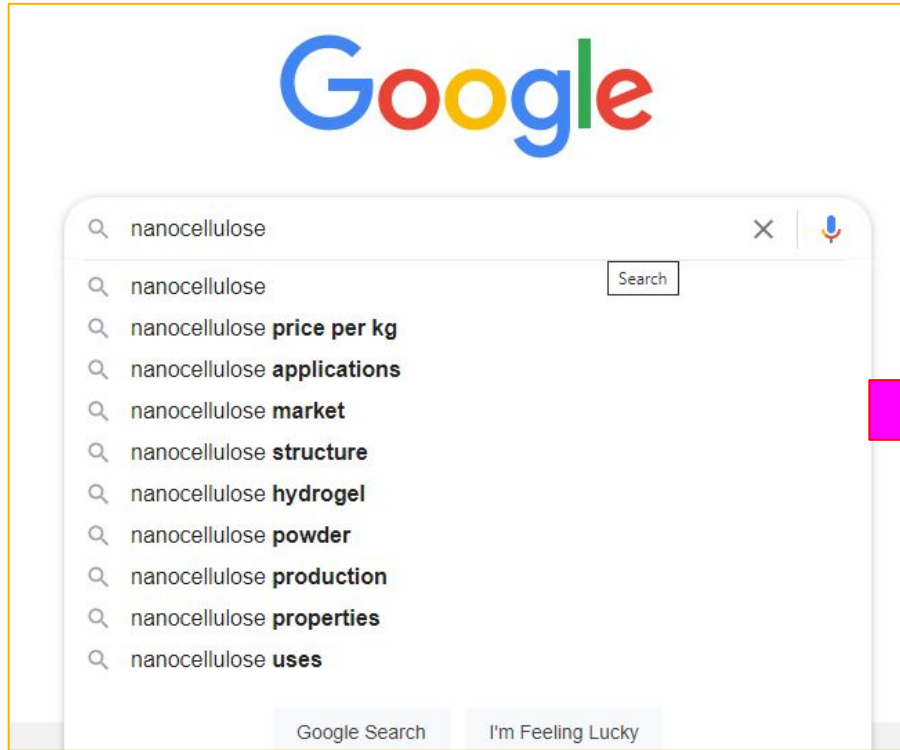 Google
nanocellulose
Search
nanocellulose
nanocellulose price per kg
nanocellulose applications
nanocellulose market
nanocellulose structure
nanocellulose hydrogel
nanocellulose powder
nanocellulose production
nanocellulose properties
nanocellulose uses
Google Search I'm Feeling Lucky